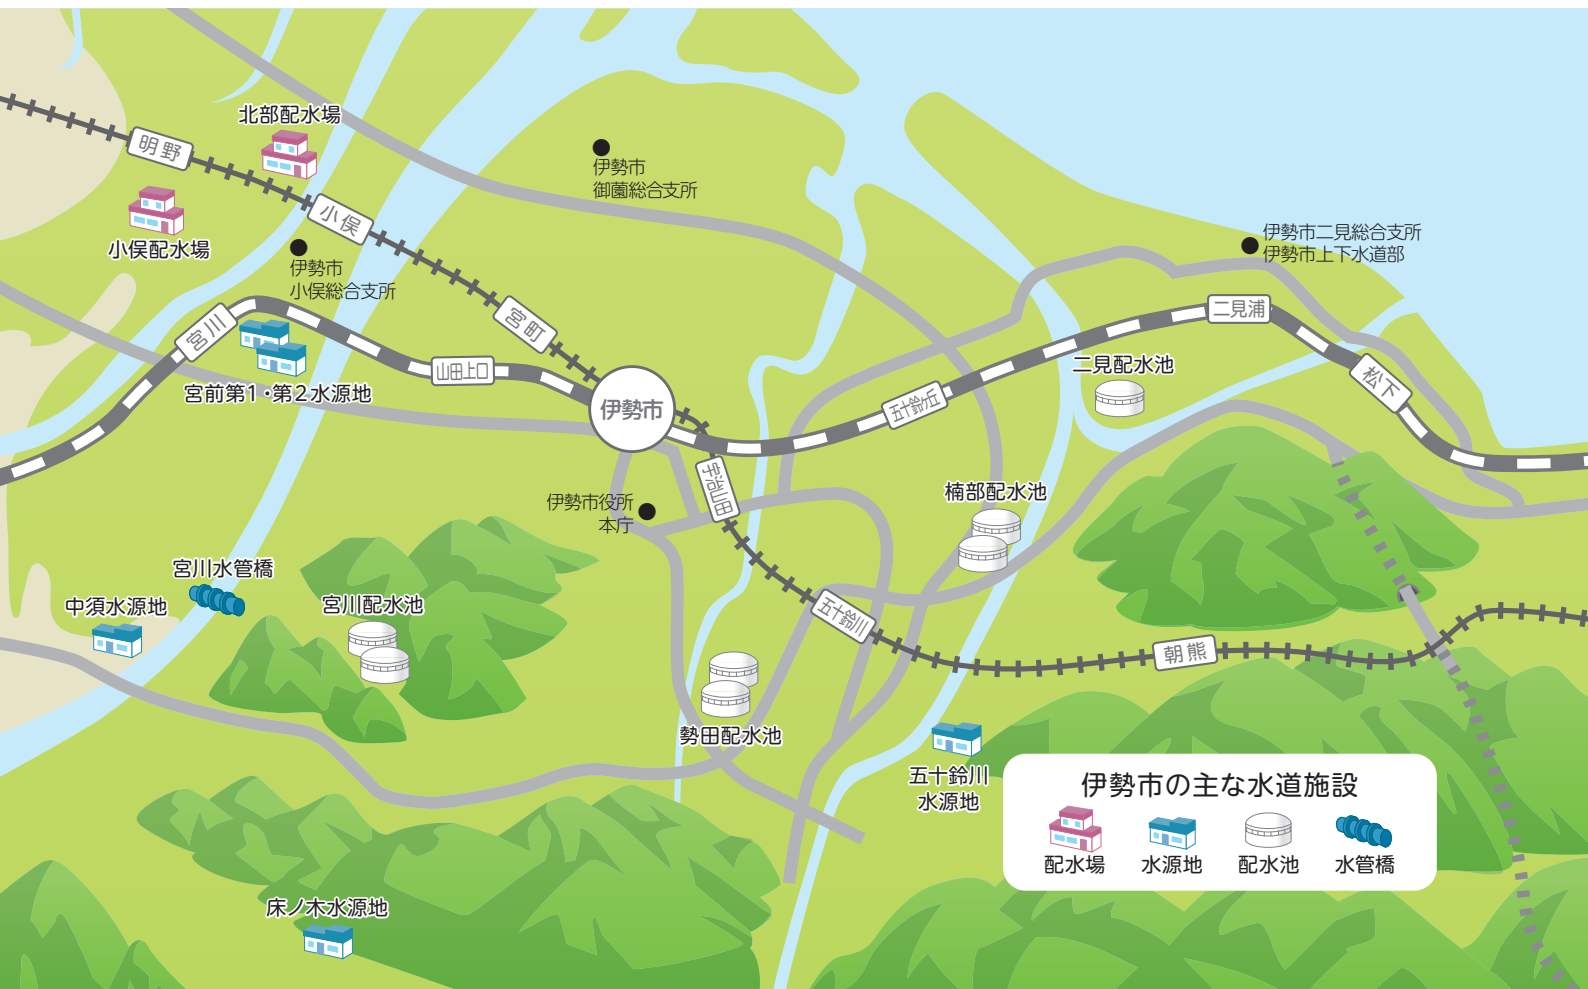 北部配水場
明野
小俣配水場
小俣
伊勢市
小俣総合支所
伊勢市
御薗総合支所
伊勢市二見総合支所
伊勢市上下水道部
宮川
宮前第1・第2水源地
山田上口
宮町
伊勢市
二見浦
二見配水池
松下
五十鈴ヶ丘
宇治山田
伊勢市役所
本庁
楠部配水池
宮川水管橋
中須水源地
宮川配水池
五十鈴川
朝熊
勢田配水池
五十鈴川
水源地
床ノ木水源地
伊勢市の主な水道施設
配水場
水源地
配水池
水管橋